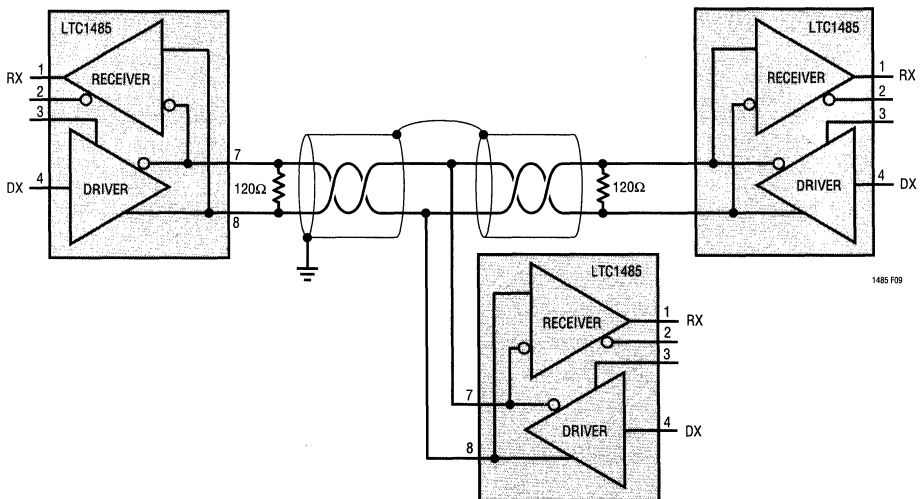 LTC1485
RX
1
RECEIVER
2
3
DX
4
DRIVER
7
8
120Ω
120Ω
LTC1485
RECEIVER
1
RX
2
3
DRIVER
4
DX
1485 F09
LTC1485
RECEIVER
1
RX
2
3
7
DRIVER
4
DX
8